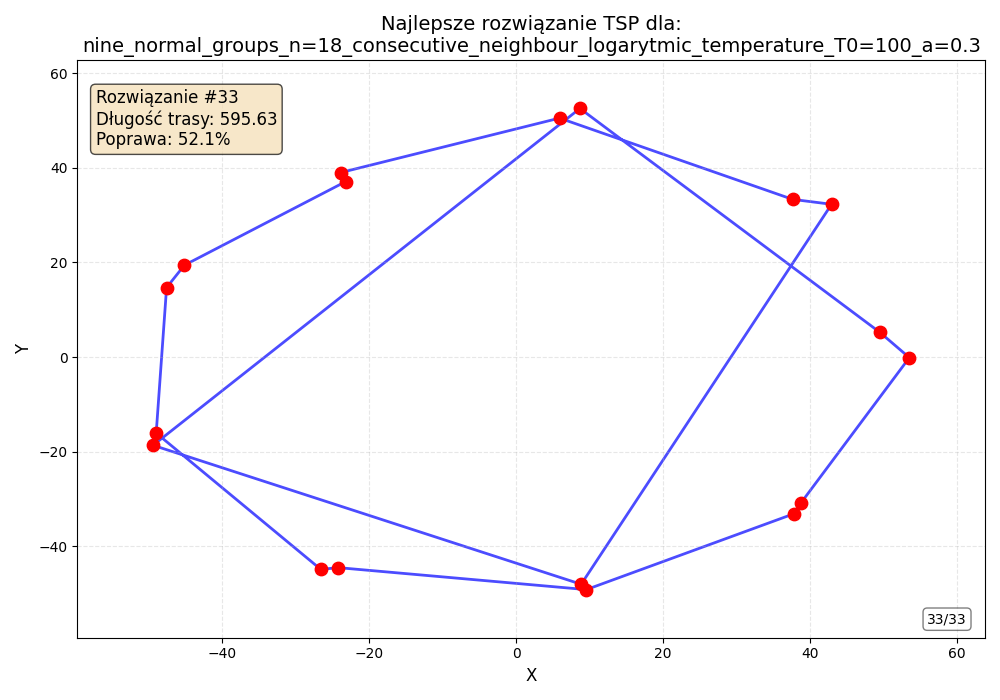 Najlepsze rozwiązanie TSP dla:
nine_normal_groups_n=18_consecutive_neighbour_logarytmic_temperature_T0=100_a=0.3
Rozwiązanie #33
Długość trasy: 595.63
Poprawa: 52.1%
60
40
20
0
−20
−40
Y
33/33
−40
−20
0
20
40
60
X